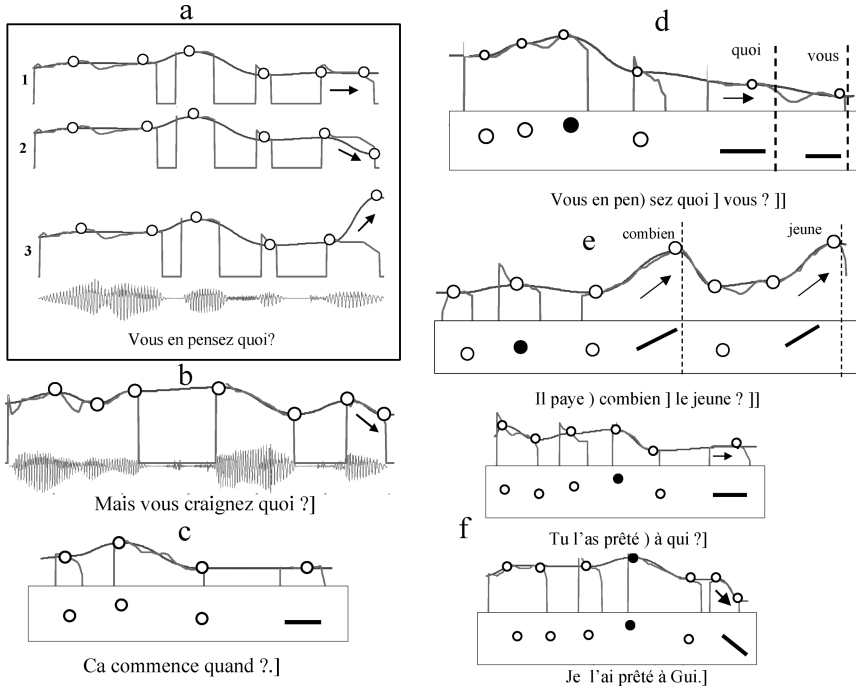 a
1
2
3
Vous en pensez quoi?
b
Mais vous craignez quoi ?]
c
Ca commence quand ?.]
d
quoi
vous
Vous en pen) sez quoi ] vous ? ]]
e
combien
jeune
Il paye ) combien ] le jeune ? ]]
f
Tu l'as prêté ) à qui ?]
Je l'ai prêté à Gui.]